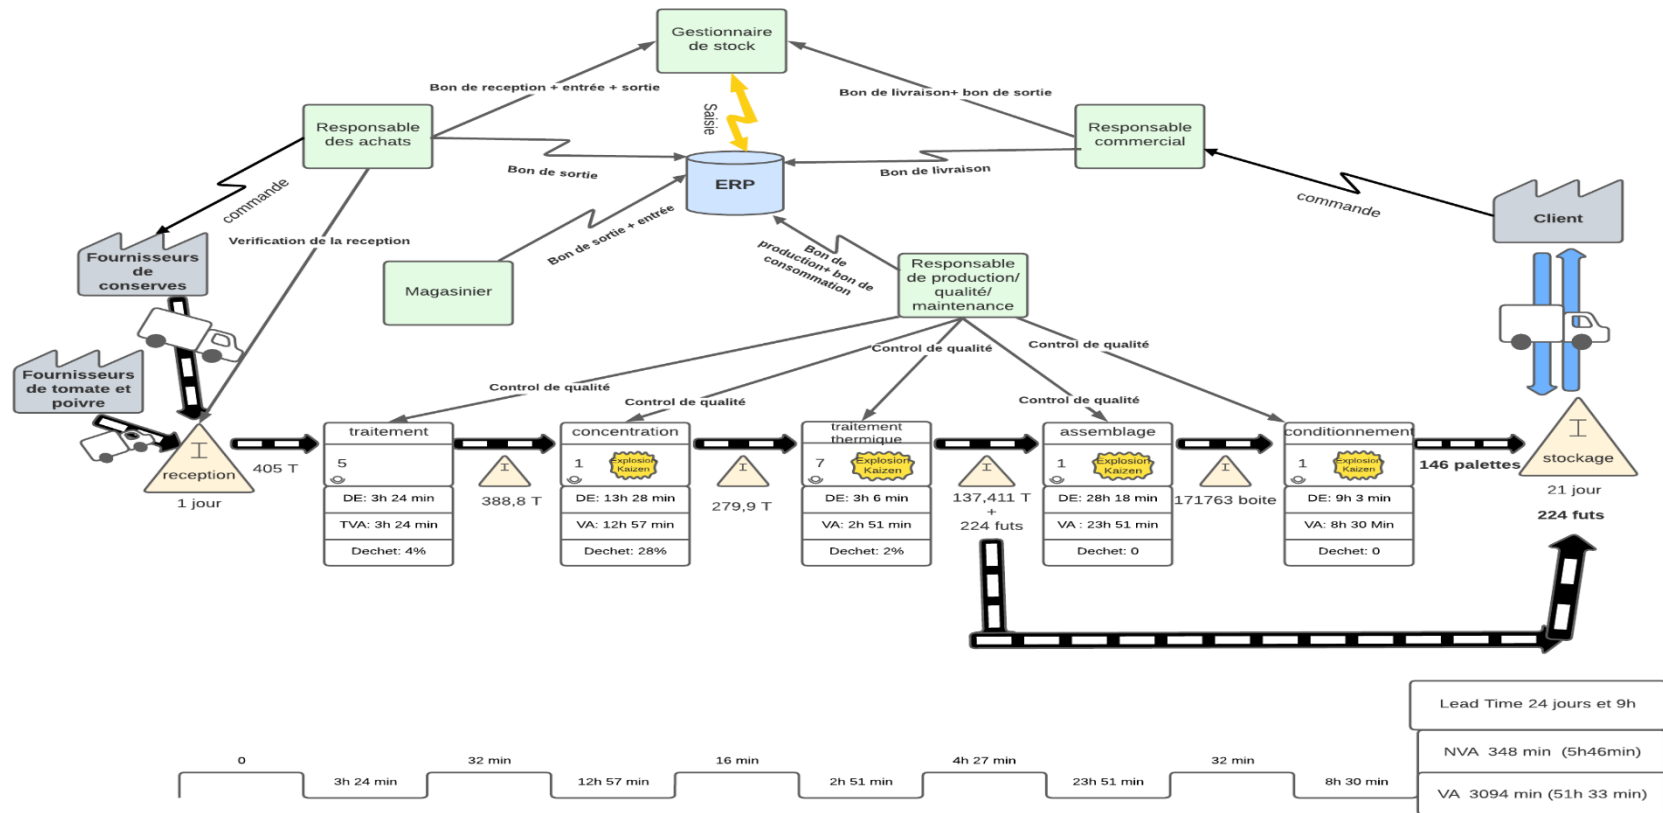 Gestionnaire
de stock
Bon de reception + entrée + sortie
Bon de livraison+ bon de sortie
Saisie
Responsable
des achats
Responsable
commercial
Bon de sortie
Bon de livraison
ERP
commande
commande
Client
Bon de sortie + entrée
Verification de la reception
Bon de
production+ bon de
consommation
Fournisseurs
de
conserves
Magasinier
Responsable
de production/
qualité/
maintenance
Fournisseurs
de tomate et
poivre
Control de qualité
Control de qualité
Control de qualité
Control de qualité
Control de qualité
reception
1 jour
405 T
traitement
5
DE: 3h 24 min
TVA: 3h 24 min
Dechet: 4%
I
388,8 T
concentration
1
Explosion
Kaizen
DE: 13h 28 min
VA: 12h 57 min
Dechet: 28%
I
279,9 T
traitement
thermique
7
Explosion
Kaizen
DE: 3h 6 min
VA: 2h 51 min
Dechet: 2%
I
137,411 T
+
224 futs
assemblage
1
Explosion
Kaizen
DE: 28h 18 min
VA : 23h 51 min
Dechet: 0
I
171763 boite
conditionnement
1
Explosion
Kaizen
DE: 9h 3 min
VA: 8h 30 Min
Dechet: 0
146 palettes
I
stockage
21 jour
224 futs
Lead Time 24 jours et 9h
NVA 348 min (5h46min)
VA 3094 min (51h 33 min)
0
32 min
16 min
4h 27 min
32 min
3h 24 min
12h 57 min
2h 51 min
23h 51 min
8h 30 min